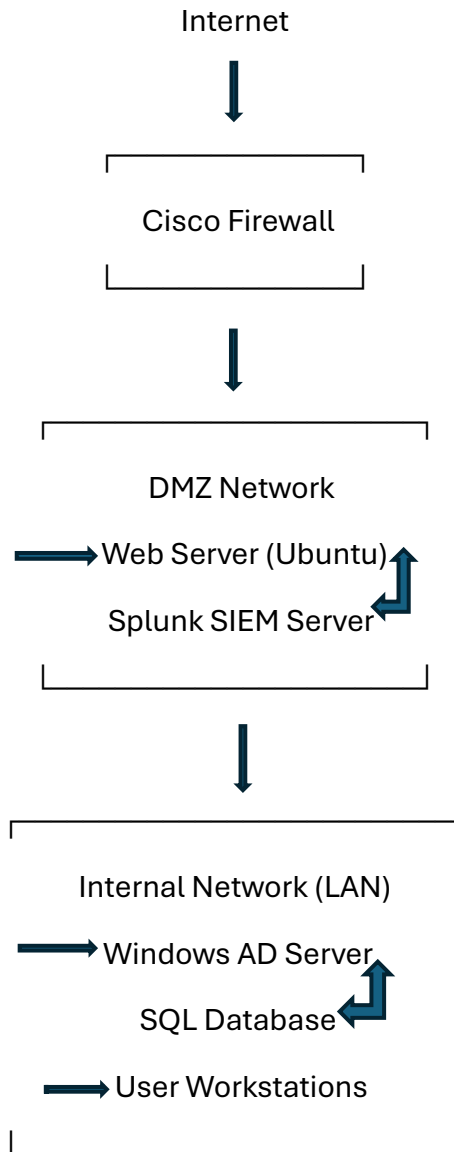 Internet
Cisco Firewall
DMZ Network
Web Server (Ubuntu)
Splunk SIEM Server
Internal Network (LAN)
Windows AD Server
SQL Database
User Workstations